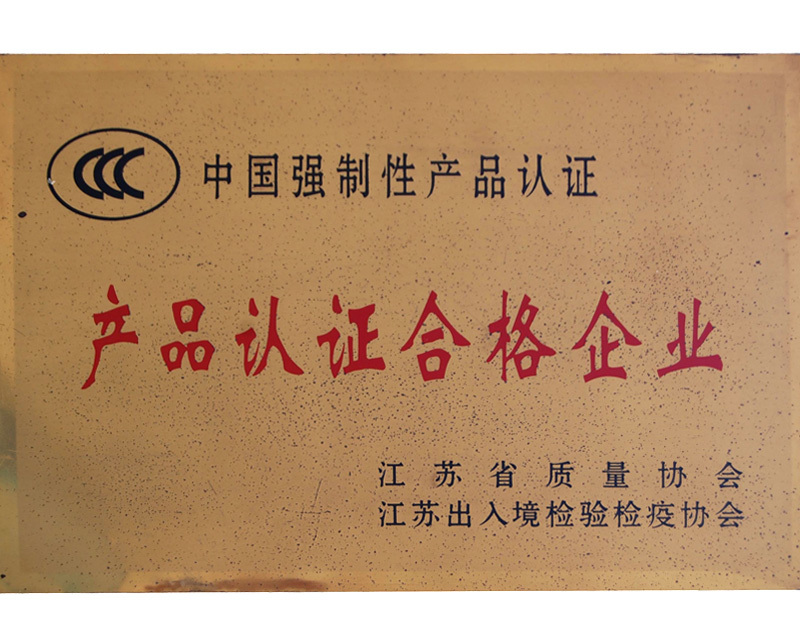 CCC 中国强制性产品认证
产品认证合格企业
江苏省质量协会
江苏出入境检验检疫协会